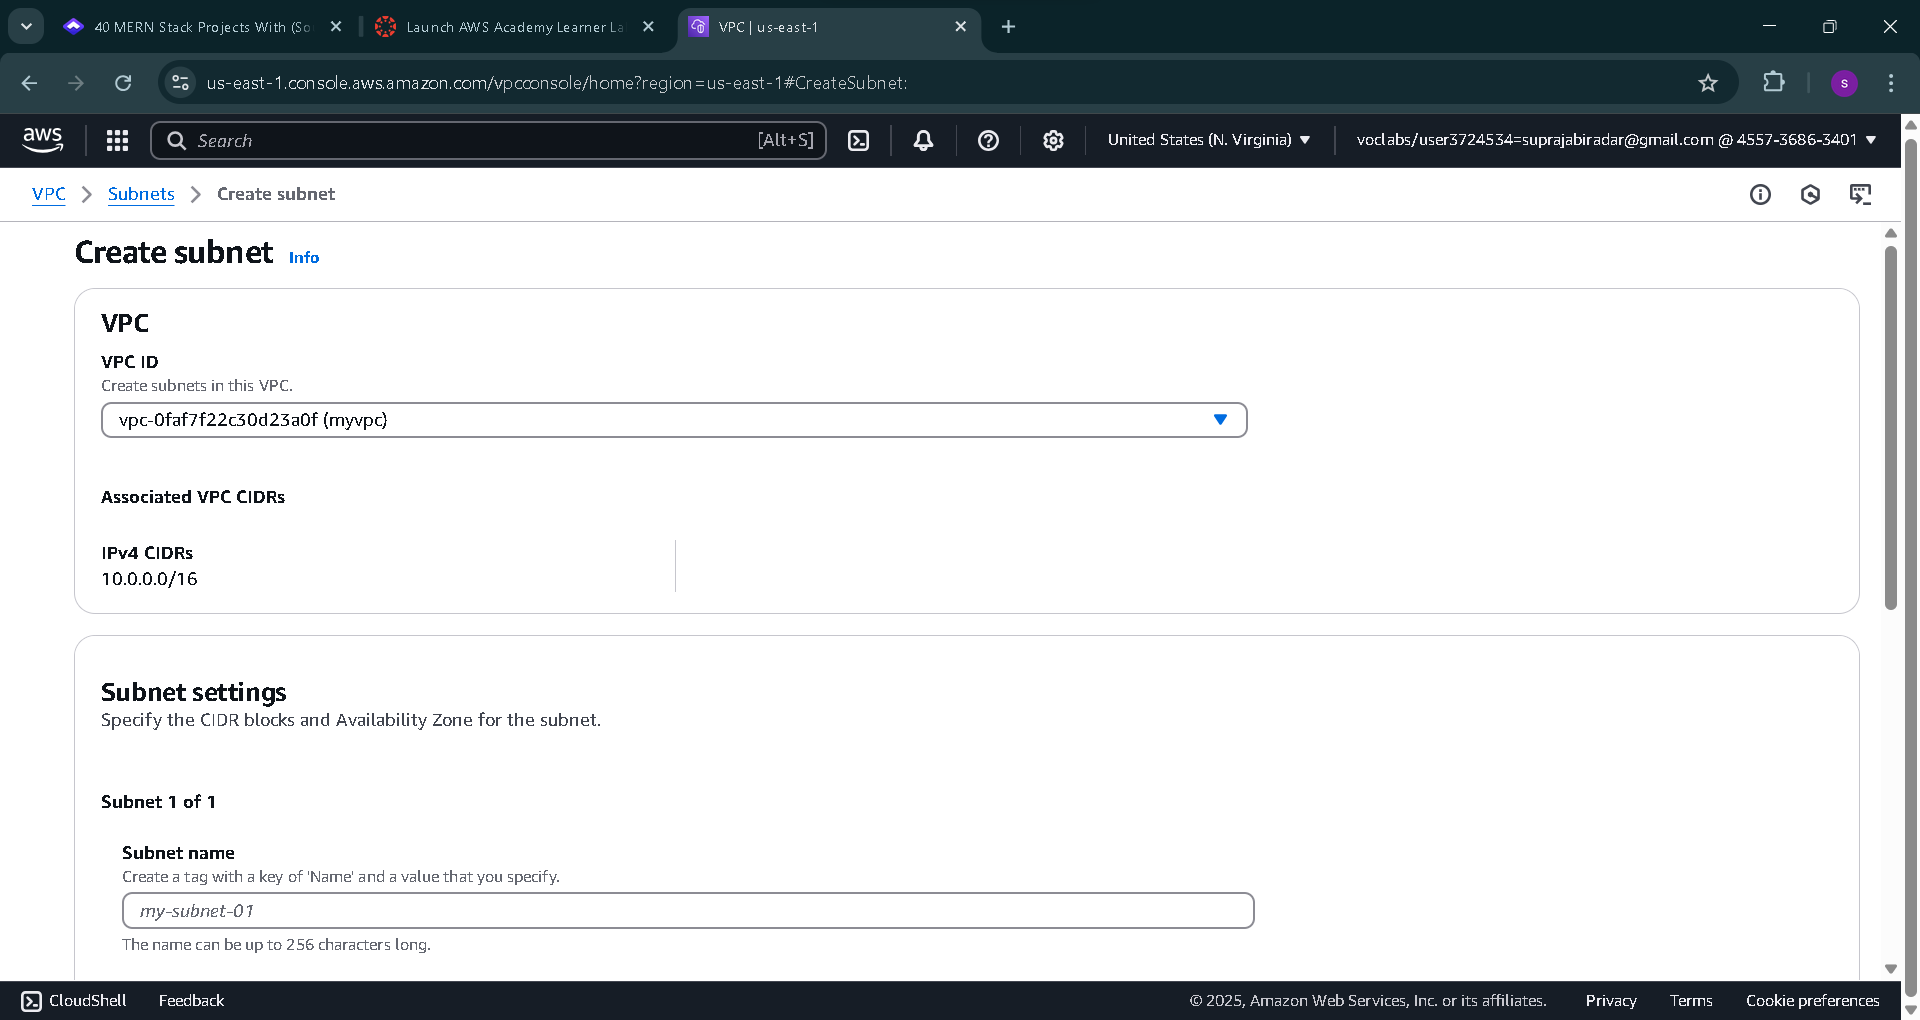 40 MERN Stack Projects With (So
Launch AWS Academy Learner La
VPC | us-east-1
us-east-1.console.aws.amazon.com/vpcconsole/home?region=us-east-1#CreateSubnet:
S
aws
Search
[Alt+S]
United States (N. Virginia)
voclabs/user3724534=suprajabiradar@gmail.com @ 4557-3686-3401
VPC
Subnets
Create subnet
Create subnet
Info
VPC
VPC ID
Create subnets in this VPC.
vpc-0faf7f22c30d23a0f (myvpc)
Associated VPC CIDRs
IPv4 CIDRs
10.0.0.0/16
Subnet settings
Specify the CIDR blocks and Availability Zone for the subnet.
Subnet 1 of 1
Subnet name
Create a tag with a key of 'Name' and a value that you specify.
my-subnet-01
The name can be up to 256 characters long.
CloudShell
Feedback
© 2025, Amazon Web Services, Inc. or its affiliates.
Privacy
Terms
Cookie preferences